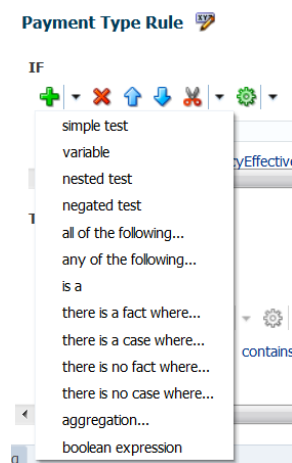 Payment Type Rule
IF
simple test
variable
nested test
negated test
all of the following...
any of the following...
is a
there is a fact where...
there is a case where...
there is no fact where...
there is no case where...
aggregation...
boolean expression
contains